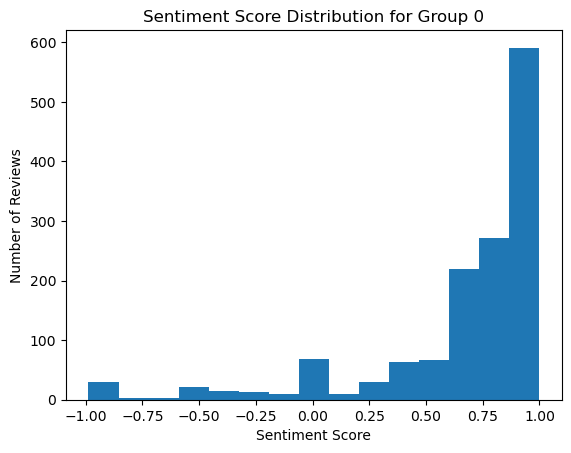 Sentiment Score Distribution for Group 0
600
500
400
300
200
100
0
Number of Reviews
−1.00 −0.75 −0.50 −0.25 0.00 0.25 0.50 0.75 1.00
Sentiment Score